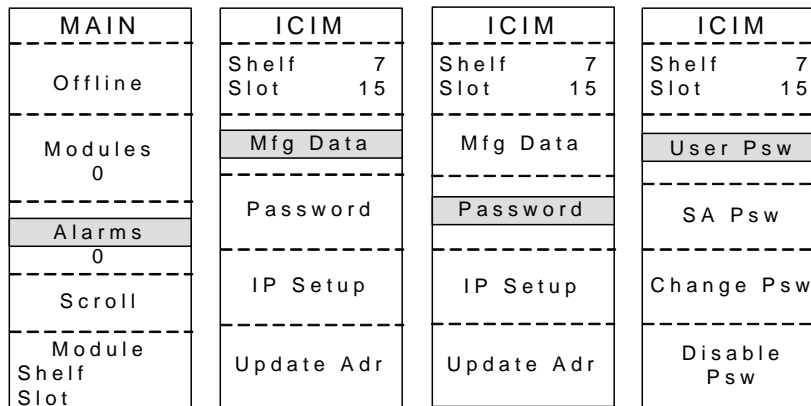 MAIN
Offline
Modules
0
Alarms
0
Scroll
Module
Shelf
Slot
ICIM
Shelf 7
Slot 15
Mfg Data
Password
IP Setup
Update Adr
ICIM
Shelf 7
Slot 15
Mfg Data
Password
IP Setup
Update Adr
ICIM
Shelf 7
Slot 15
User Psw
SA Psw
Change Psw
Disable
Psw